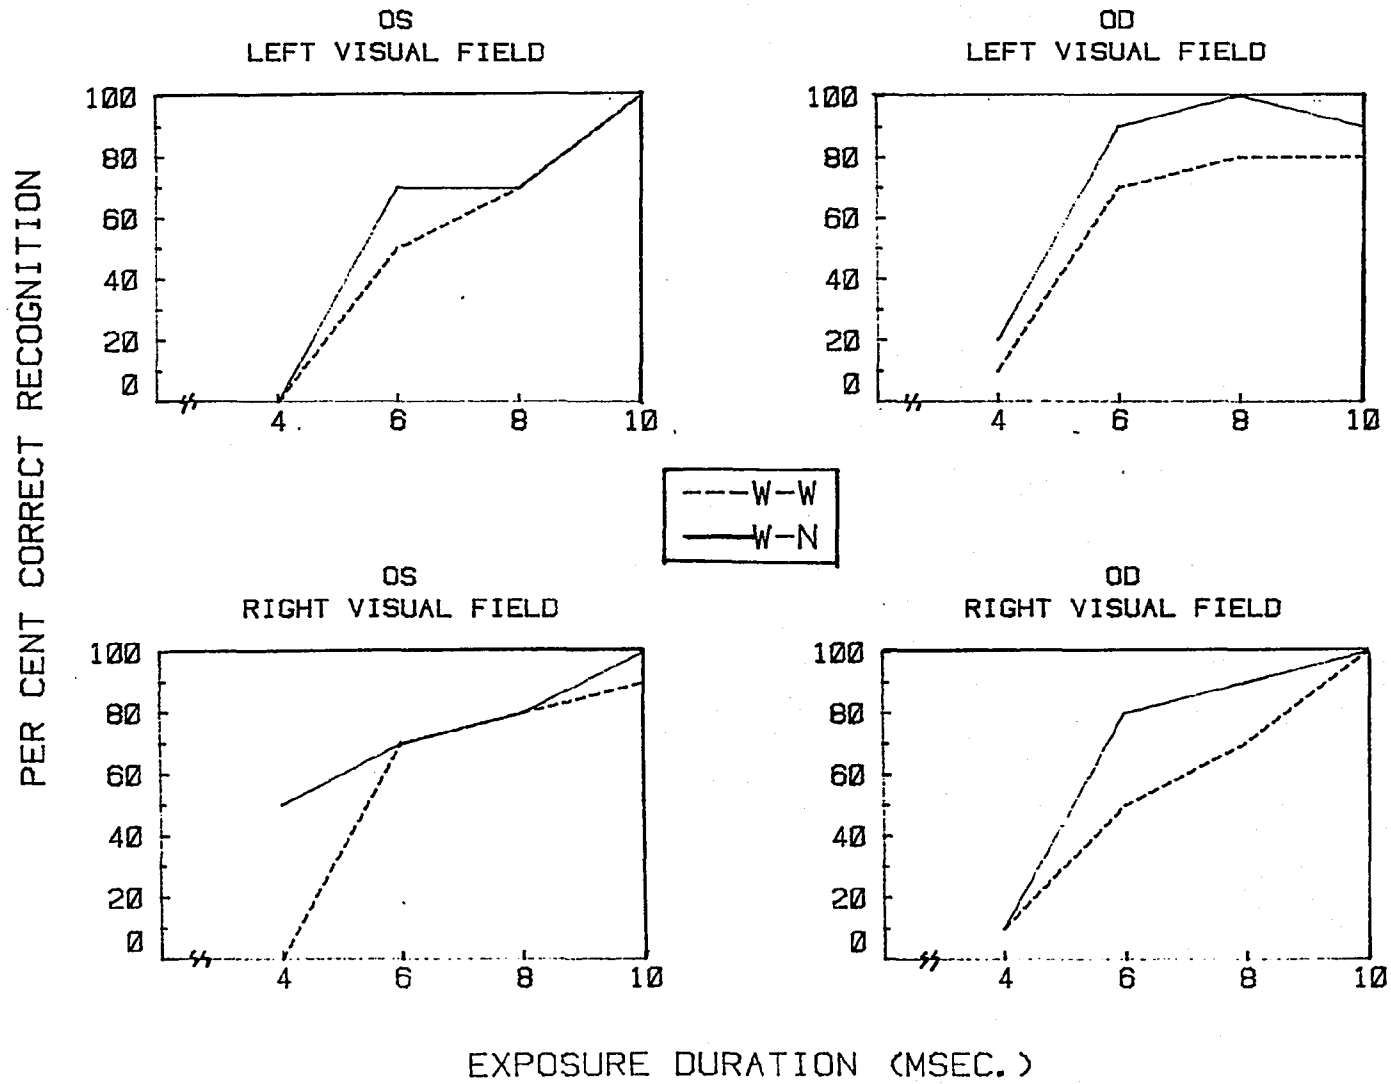 OS
LEFT VISUAL FIELD
OD
LEFT VISUAL FIELD
100
80
60
40
20
0
4 6 8 10
100
80
60
40
20
0
4 6 8 10
PER CENT CORRECT RECOGNITION
W-W
W-N
OS
RIGHT VISUAL FIELD
OD
RIGHT VISUAL FIELD
100
80
60
40
20
0
4 6 8 10
100
80
60
40
20
0
4 6 8 10
EXPOSURE DURATION (MSEC.)